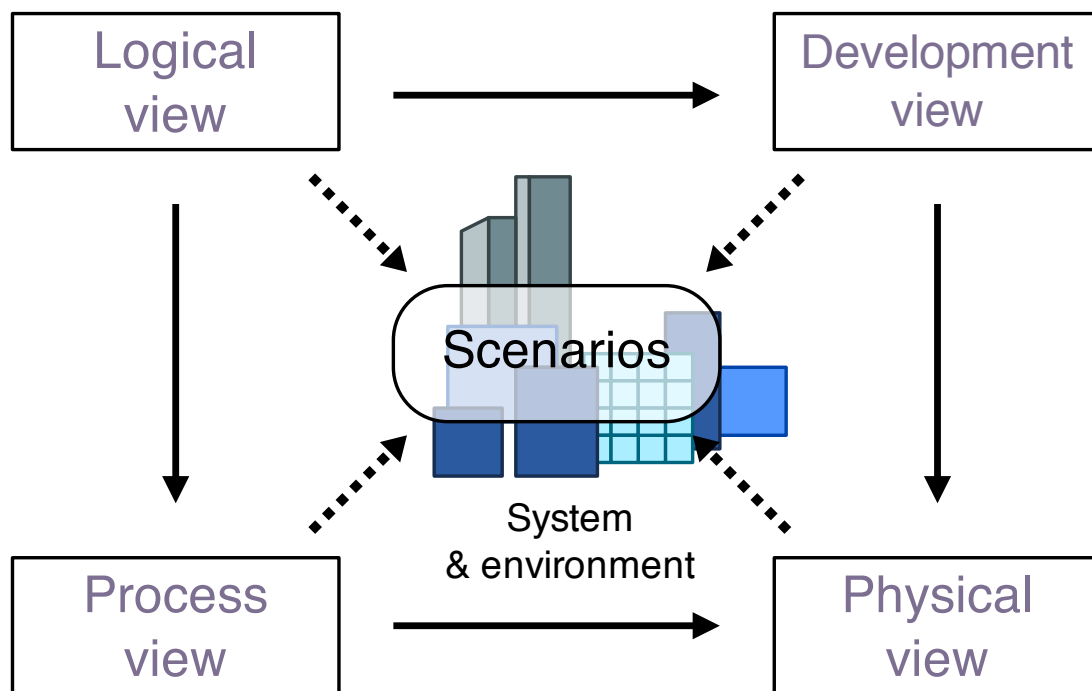 Logical
view
Development
view
Scenarios
System
& environment
Process
view
Physical
view